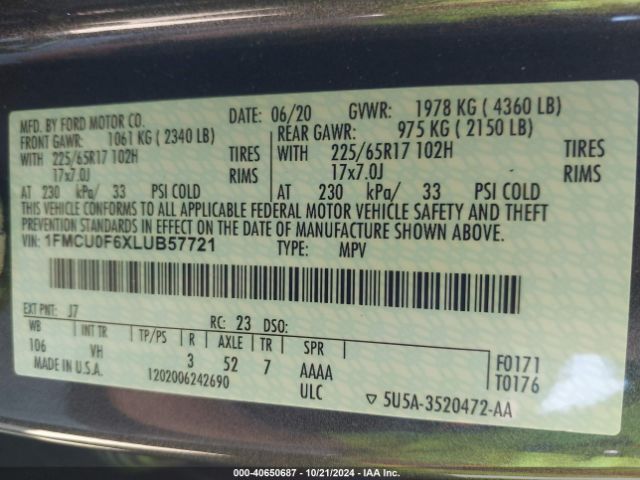 MFD. BY FORD MOTOR CO. DATE: 06/20 GVWR: 1978 KG ( 4360 LB)
FRONT GAWR: 1061 KG ( 2340 LB) REAR GAWR: 975 KG ( 2150 LB)
WITH 225/65R17 102H TIRES WITH 225/65R17 102H TIRES
17x7.0J RIMS 17x7.0J RIMS
AT 230 kPa/ 33 PSI COLD AT 230 kPa/ 33 PSI COLD
THIS VEHICLE CONFORMS TO ALL APPLICABLE FEDERAL MOTOR VEHICLE SAFETY AND THEFT
PREVENTION STANDARDS IN EFFECT ON THE DATE OF MANUFACTURE SHOWN ABOVE.
VIN: 1FMCU0F6XLUB57721 TYPE: MPV
EXT PNT: J7 RC: 23 DSO:
WB INT TR TP/PS R AXLE TR SPR
106 VH 3 52 7 AAAA F0171
MADE IN U.S.A. 1202006242690 ULC T0176
▽ 5U5A-3520472-AA
000-40650687 - 10/21/2024 - IAA Inc.